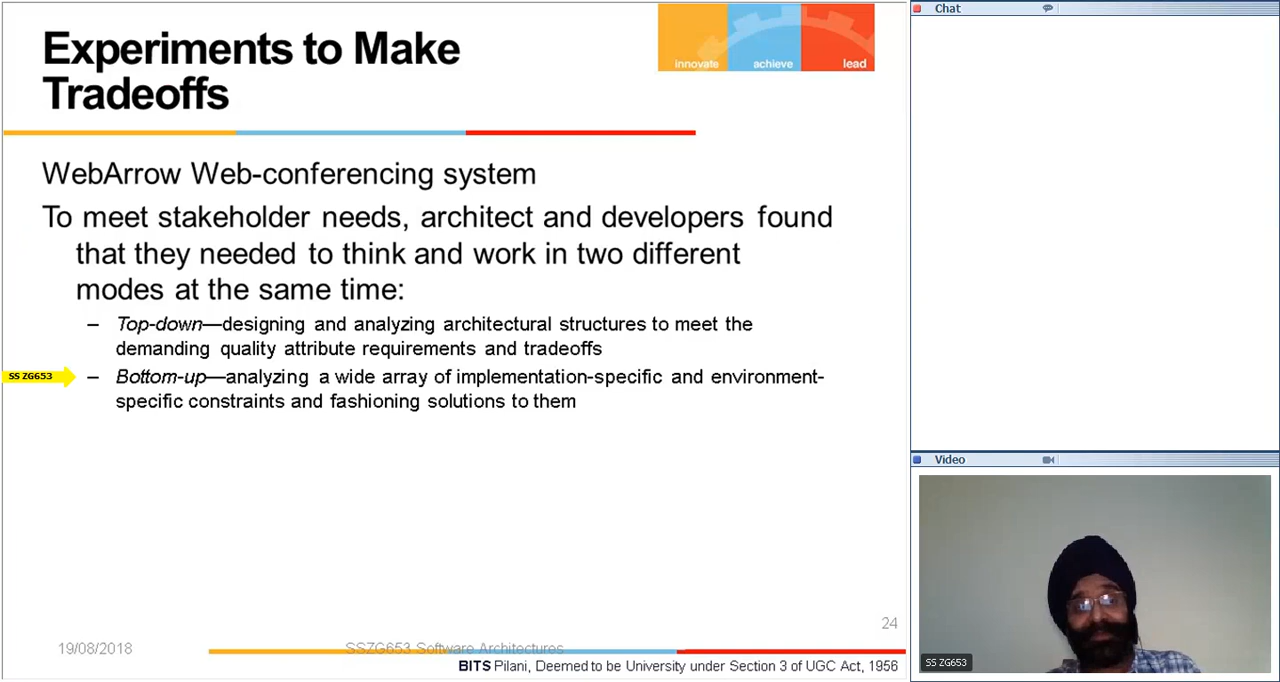 Experiments to Make
Tradeoffs
innovate achieve lead
WebArrow Web-conferencing system
To meet stakeholder needs, architect and developers found
that they needed to think and work in two different
modes at the same time:
– Top-down—designing and analyzing architectural structures to meet the
demanding quality attribute requirements and tradeoffs
SS ZG653
– Bottom-up—analyzing a wide array of implementation-specific and environment-
specific constraints and fashioning solutions to them
24
19/08/2018
SSZG653 Software Architectures
BITS Pilani, Deemed to be University under Section 3 of UGC Act, 1956
Chat
Video
SS ZG653